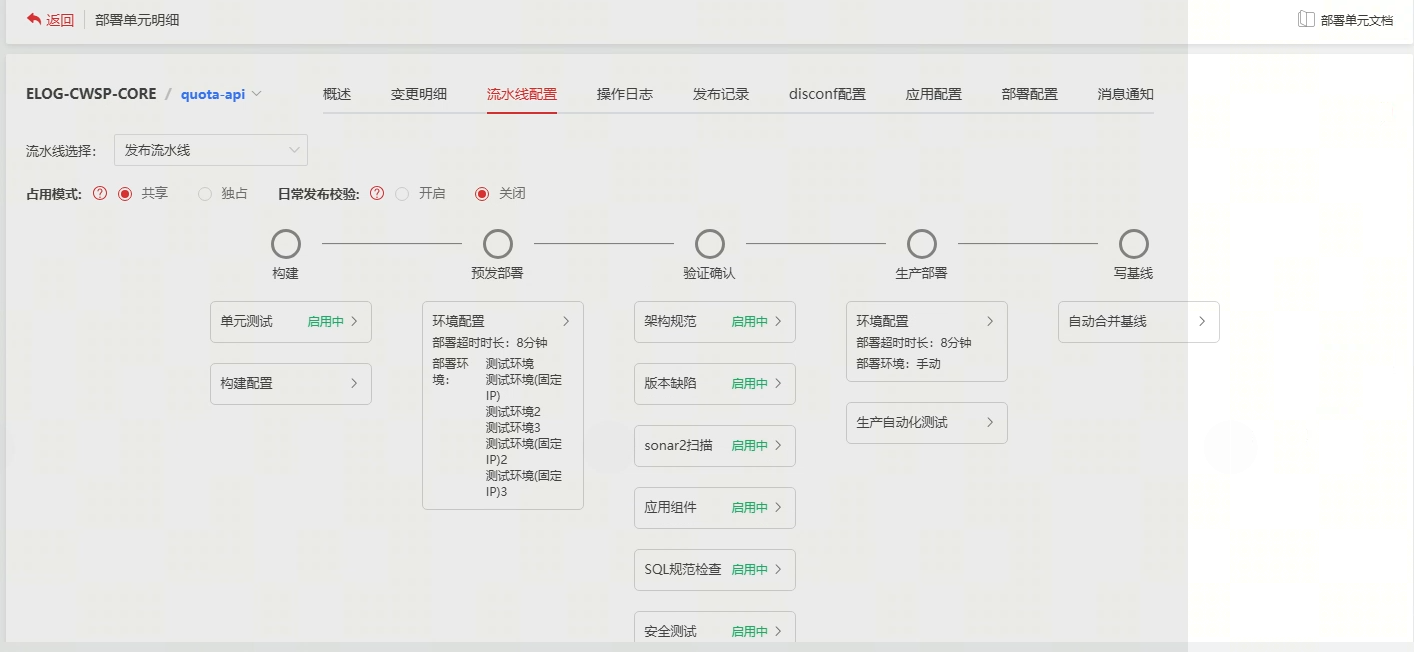 返回 部署单元明细 部署单元文档
ELOG-CWSP-CORE / quota-api 概述 变更明细 流水线配置 操作日志 发布记录 disconf配置 应用配置 部署配置 消息通知
流水线选择： 发布流水线
占用模式: ? 共享 独占 日常发布校验: ? 开启 关闭
构建 预发部署 验证确认 生产部署 写基线
单元测试 启用中
构建配置
环境配置
部署超时时长：8分钟
部署环境：
测试环境
测试环境(固定
IP)
测试环境2
测试环境3
测试环境(固定
IP)2
测试环境(固定
IP)3
架构规范 启用中
版本缺陷 启用中
sonar2扫描 启用中
应用组件 启用中
SQL规范检查 启用中
安全测试 启用中
环境配置
部署超时时长：8分钟
部署环境：手动
生产自动化测试
自动合并基线